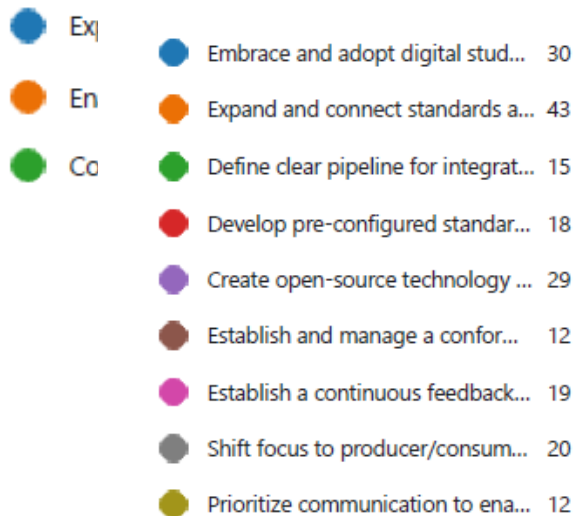 Ex
En
Co
Embrace and adopt digital stud... 30
Expand and connect standards a... 43
Define clear pipeline for integrat... 15
Develop pre-configured standar... 18
Create open-source technology ... 29
Establish and manage a confor... 12
Establish a continuous feedback... 19
Shift focus to producer/consum... 20
Prioritize communication to ena... 12